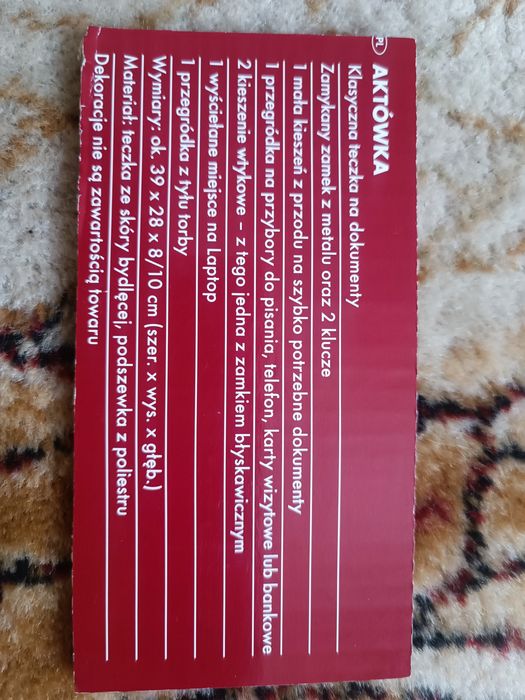 PL
AKTÓWKA
Klasyczna teczka na dokumenty
Zamykany zamek z metalu oraz 2 klucze
1 mała kieszeń z przodu na szybko potrzebne dokumenty
1 przegródka na przybory do pisania, telefon, karty wizytowe lub bankowe
2 kieszenie wtykowe – z tego jedna z zamkiem błyskawicznym
1 wyściełane miejsce na Laptop
1 przegródka z tyłu torby
Wymiary: ok. 39 x 28 x 8/10 cm (szer. x wys. x głęb.)
Materiał: teczka ze skóry bydlęcej, podszewka z poliestru
Dekoracje nie są zawartością towaru